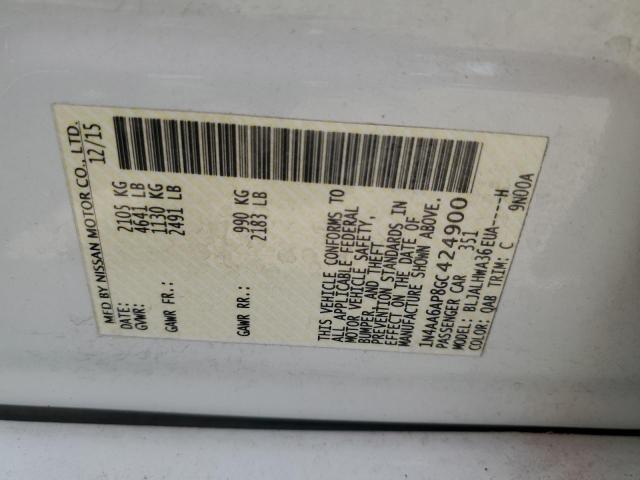 MFD BY NISSAN MOTOR CO., LTD.
DATE: 12/15
GVWR: 2105 KG
4641 LB
GAWR FR.: 1130 KG
2491 LB
GAWR RR.: 990 KG
2183 LB
THIS VEHICLE CONFORMS TO
ALL APPLICABLE FEDERAL
MOTOR VEHICLE SAFETY,
BUMPER, AND THEFT
PREVENTION STANDARDS IN
EFFECT ON THE DATE OF
MANUFACTURE SHOWN ABOVE.
1N4AA6AP8GC424900
PASSENGER CAR 351
MODEL: BLJALHWA36EUA----H
COLOR: QAB TRIM: C 9N00A